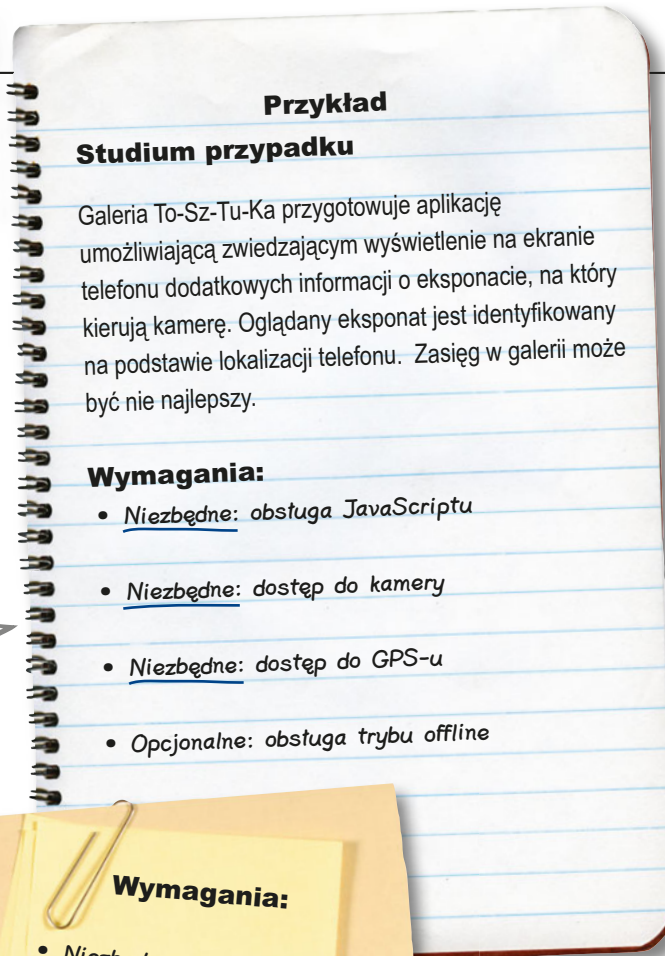 Przykład
Studium przypadku
Galeria To-Sz-Tu-Ka przygotowuje aplikację
umożliwiającą zwiedzającym wyświetlenie na ekranie
telefonu dodatkowych informacji o eksponacie, na który
kierują kamerę. Oglądany eksponat jest identyfikowany
na podstawie lokalizacji telefonu. Zasięg w galerii może
być nie najlepszy.
Wymagania:
• Niezbędne: obsługa JavaScriptu
• Niezbędne: dostęp do kamery
• Niezbędne: dostęp do GPS-u
• Opcjonalne: obsługa trybu offline
Wymagania: